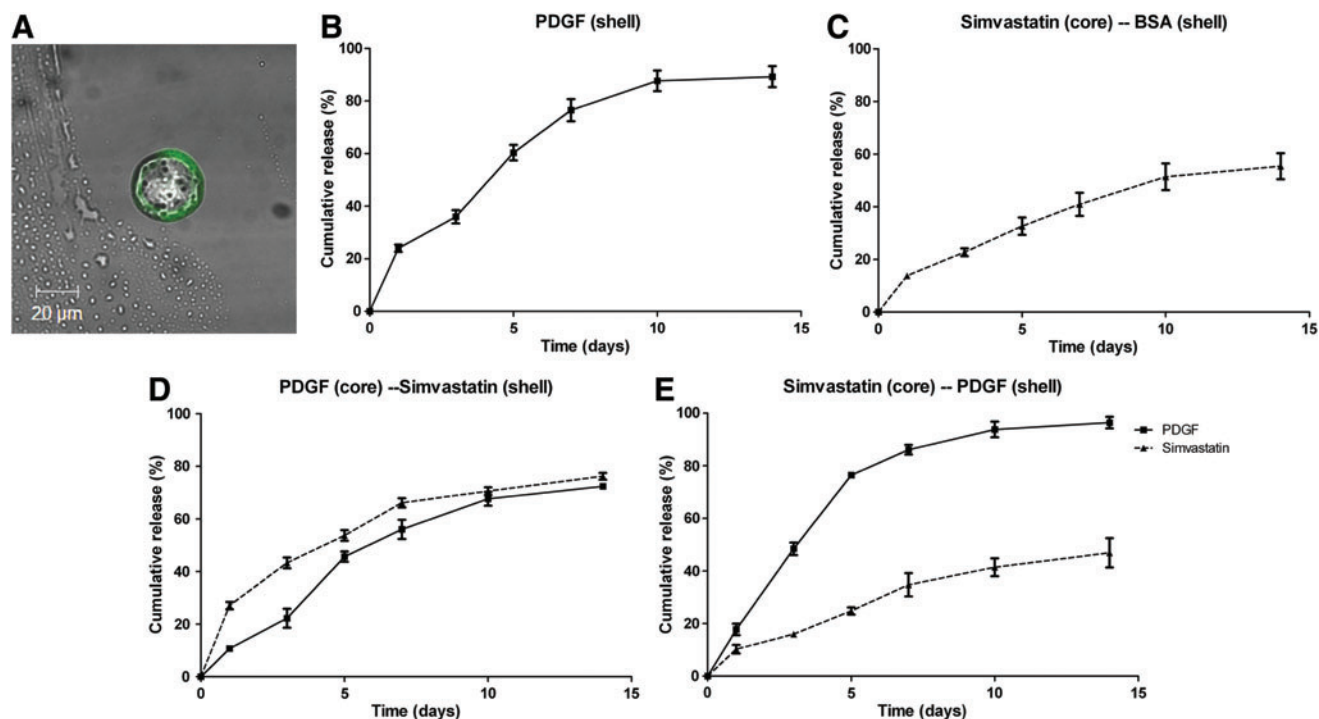 A
20 µm
B
PDGF (shell)
Cumulative release (%)
100
80
60
40
20
0
0 5 10 15
Time (days)
C
Simvastatin (core) -- BSA (shell)
Cumulative release (%)
100
80
60
40
20
0
0 5 10 15
Time (days)
D
PDGF (core) --Simvastatin (shell)
Cumulative release (%)
100
80
60
40
20
0
0 5 10 15
Time (days)
E
Simvastatin (core) -- PDGF (shell)
Cumulative release (%)
100
80
60
40
20
0
0 5 10 15
Time (days)
PDGF
Simvastatin